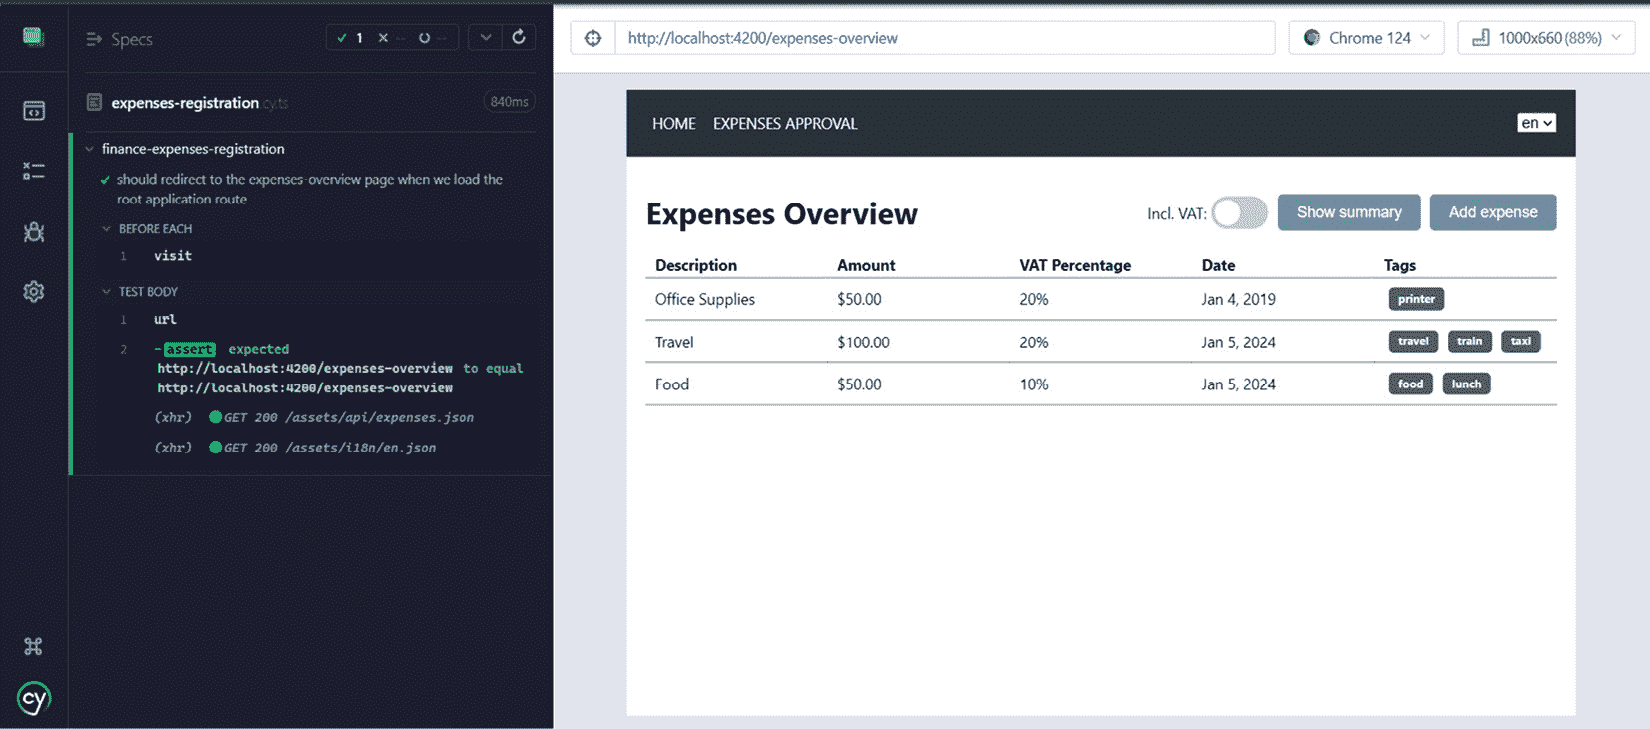 Specs
1 -- --
expenses-registration.cy.ts
840ms
finance-expenses-registration
should redirect to the expenses-overview page when we load the
root application route
BEFORE EACH
1 visit
TEST BODY
1 url
2 -assert expected
http://localhost:4200/expenses-overview to equal
http://localhost:4200/expenses-overview
(xhr) GET 200 /assets/api/expenses.json
(xhr) GET 200 /assets/i18n/en.json
cy
http://localhost:4200/expenses-overview
Chrome 124
1000x660 (88%)
HOME EXPENSES APPROVAL
en
Expenses Overview
Incl. VAT:
Show summary
Add expense
Description Amount VAT Percentage Date Tags
Office Supplies $50.00 20% Jan 4, 2019 printer
Travel $100.00 20% Jan 5, 2024 travel train taxi
Food $50.00 10% Jan 5, 2024 food lunch